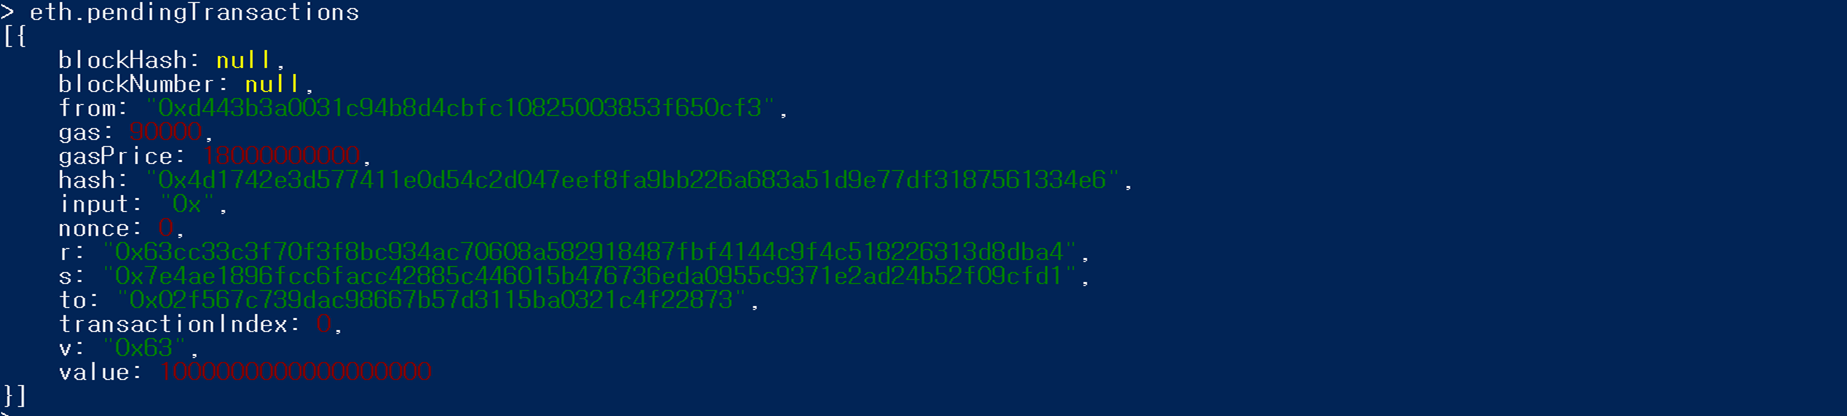 > eth.pendingTransactions
[{
    blockHash: null,
    blockNumber: null,
    from: "0xd443b3a0031c94b8d4cbfc10825003853f650cf3",
    gas: 90000,
    gasPrice: 18000000000,
    hash: "0x4d1742e3d577411e0d54c2d047eef8fa9bb226a683a51d9e77df3187561334e6",
    input: "0x",
    nonce: 0,
    r: "0x63cc33c3f70f3f8bc934ac70608a582918487fbf4144c9f4c518226313d8dba4",
    s: "0x7e4ae1896fcc6facc42885c446015b476736eda0955c9371e2ad24b52f09cfd1",
    to: "0x02f567c739dac98667b57d3115ba0321c4f22873",
    transactionIndex: 0,
    v: "0x63",
    value: 1000000000000000000
}]